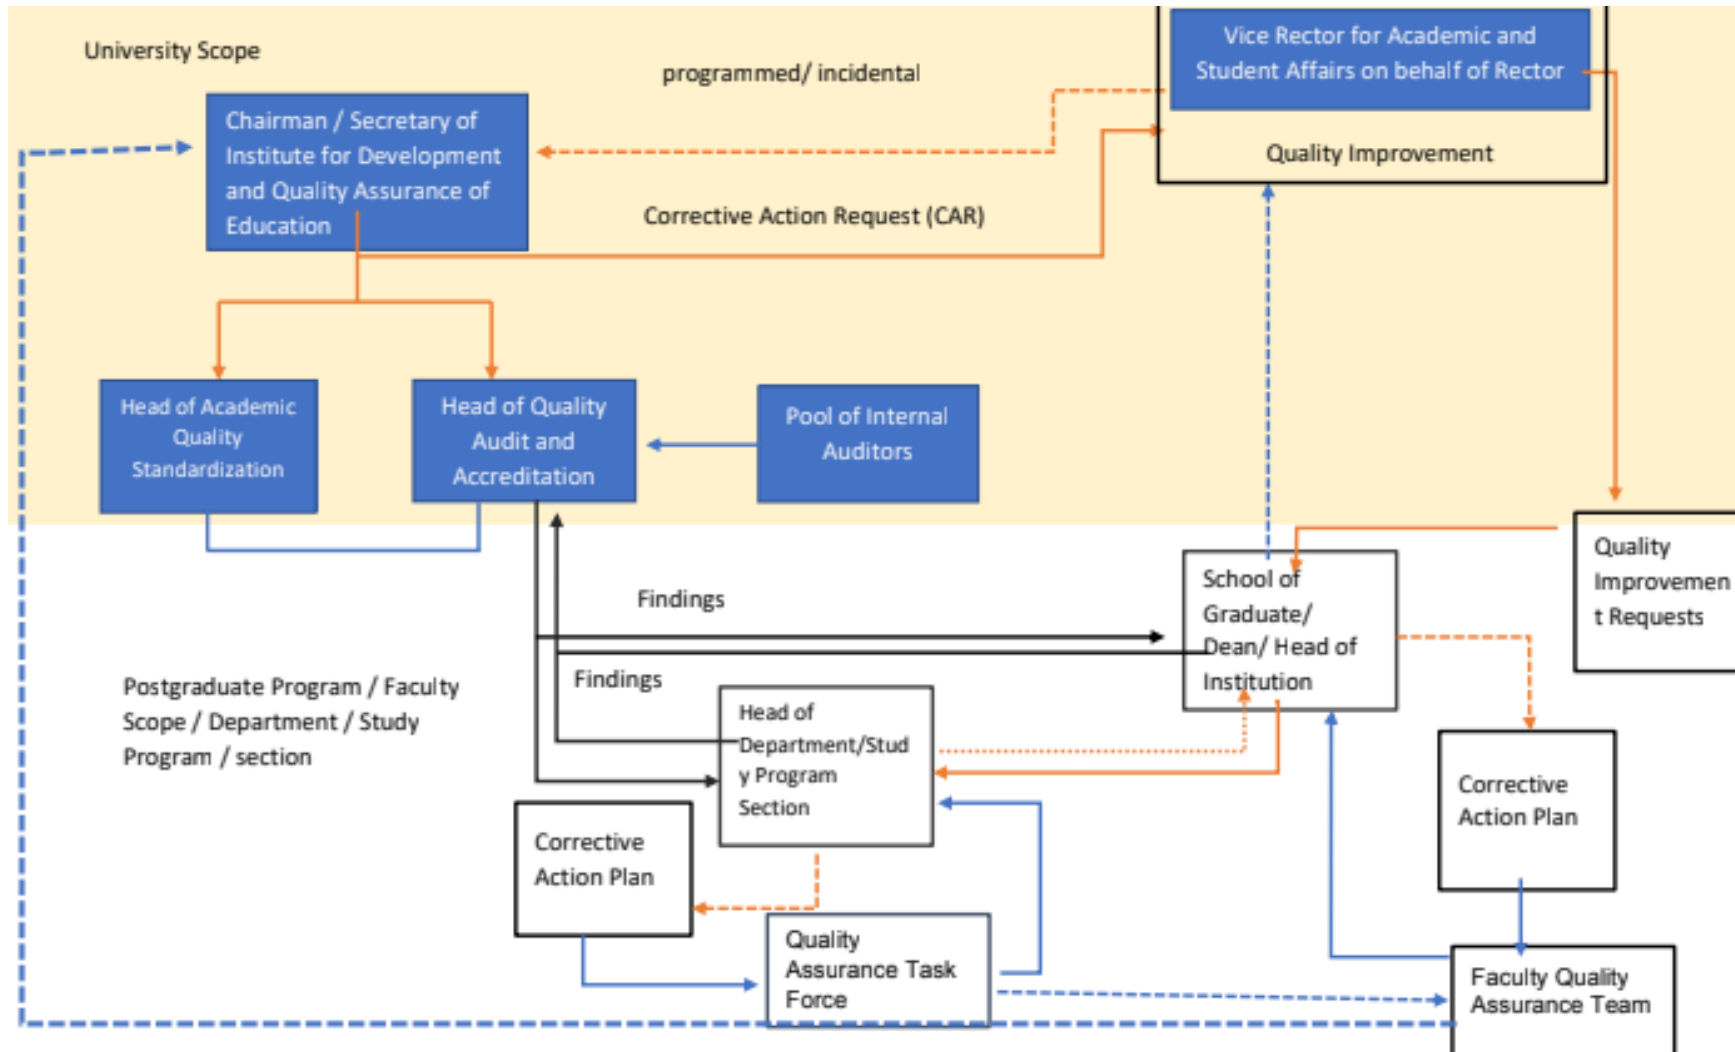 University Scope
programmed/ incidental
Vice Rector for Academic and
Student Affairs on behalf of Rector
Quality Improvement
Chairman / Secretary of
Institute for Development
and Quality Assurance of
Education
Corrective Action Request (CAR)
Head of Academic
Quality
Standardization
Head of Quality
Audit and
Accreditation
Pool of Internal
Auditors
Quality
Improvemen
t Requests
School of
Graduate/
Dean/ Head of
Institution
Findings
Findings
Postgraduate Program / Faculty
Scope / Department / Study
Program / section
Head of
Department/Stud
y Program
Section
Corrective
Action Plan
Corrective
Action Plan
Quality
Assurance Task
Force
Faculty Quality
Assurance Team